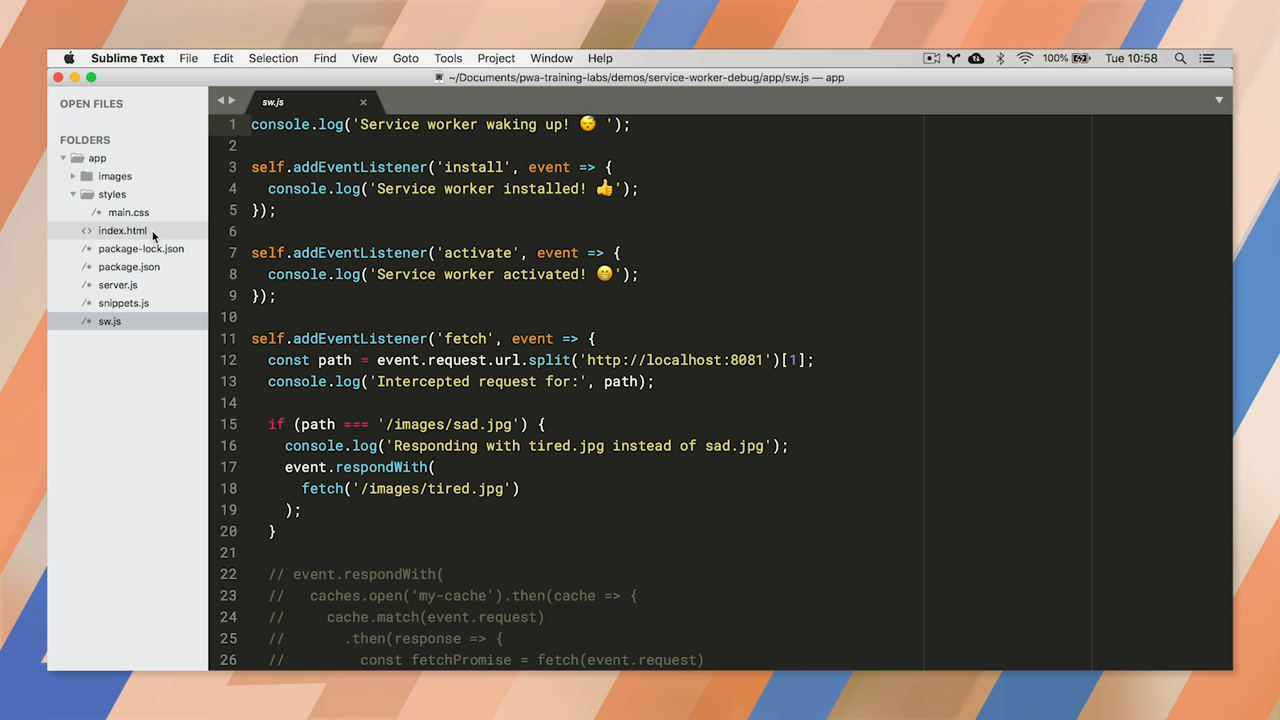 Sublime Text File Edit Selection Find View Goto Tools Project Window Help 100% Tue 10:58
~/Documents/pwa-training-labs/demos/service-worker-debug/app/sw.js — app
OPEN FILES
FOLDERS
app
images
styles
/* main.css
<> index.html
/* package-lock.json
/* package.json
/* server.js
/* snippets.js
/* sw.js
sw.js ×
1 console.log('Service worker waking up! 😴 ');
2
3 self.addEventListener('install', event => {
4 console.log('Service worker installed! 👍');
5 });
6
7 self.addEventListener('activate', event => {
8 console.log('Service worker activated! 😁');
9 });
10
11 self.addEventListener('fetch', event => {
12 const path = event.request.url.split('http://localhost:8081')[1];
13 console.log('Intercepted request for:', path);
14
15 if (path === '/images/sad.jpg') {
16 console.log('Responding with tired.jpg instead of sad.jpg');
17 event.respondWith(
18 fetch('/images/tired.jpg')
19 );
20 }
21
22 // event.respondWith(
23 // caches.open('my-cache').then(cache => {
24 // cache.match(event.request)
25 // .then(response => {
26 // const fetchPromise = fetch(event.request)